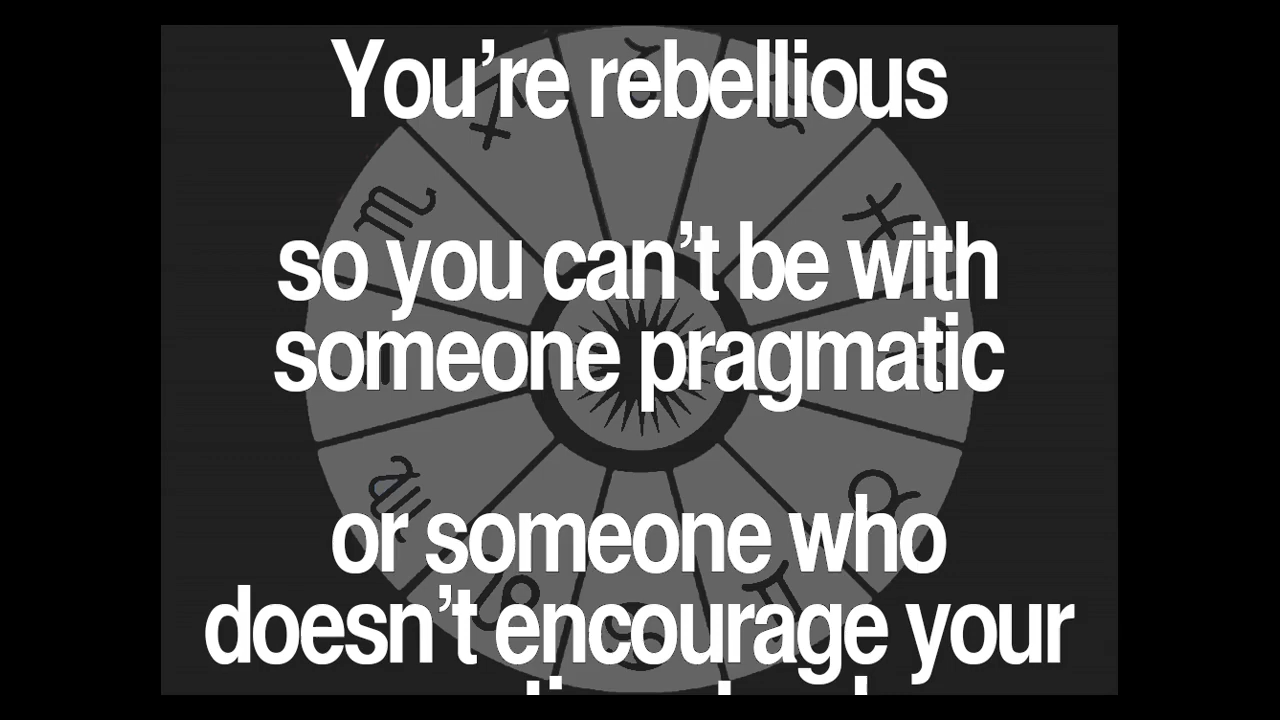 You’re rebellious
so you can’t be with
someone pragmatic
or someone who
doesn’t encourage your